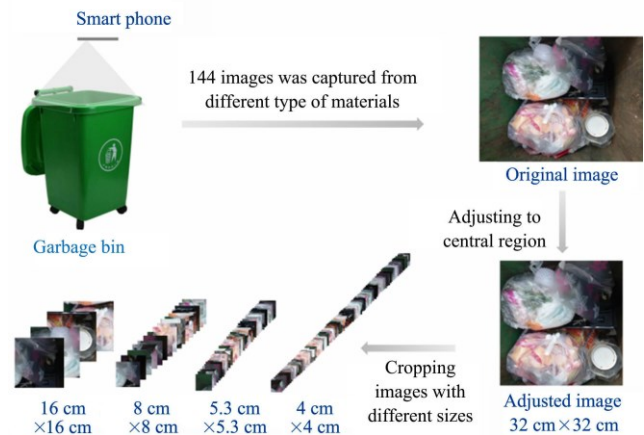 Smart phone
144 images was captured from
different type of materials
Original image
Garbage bin
Adjusting to
central region
Cropping
images with
different sizes
16 cm
×16 cm
8 cm
×8 cm
5.3 cm
×5.3 cm
4 cm
×4 cm
Adjusted image
32 cm×32 cm